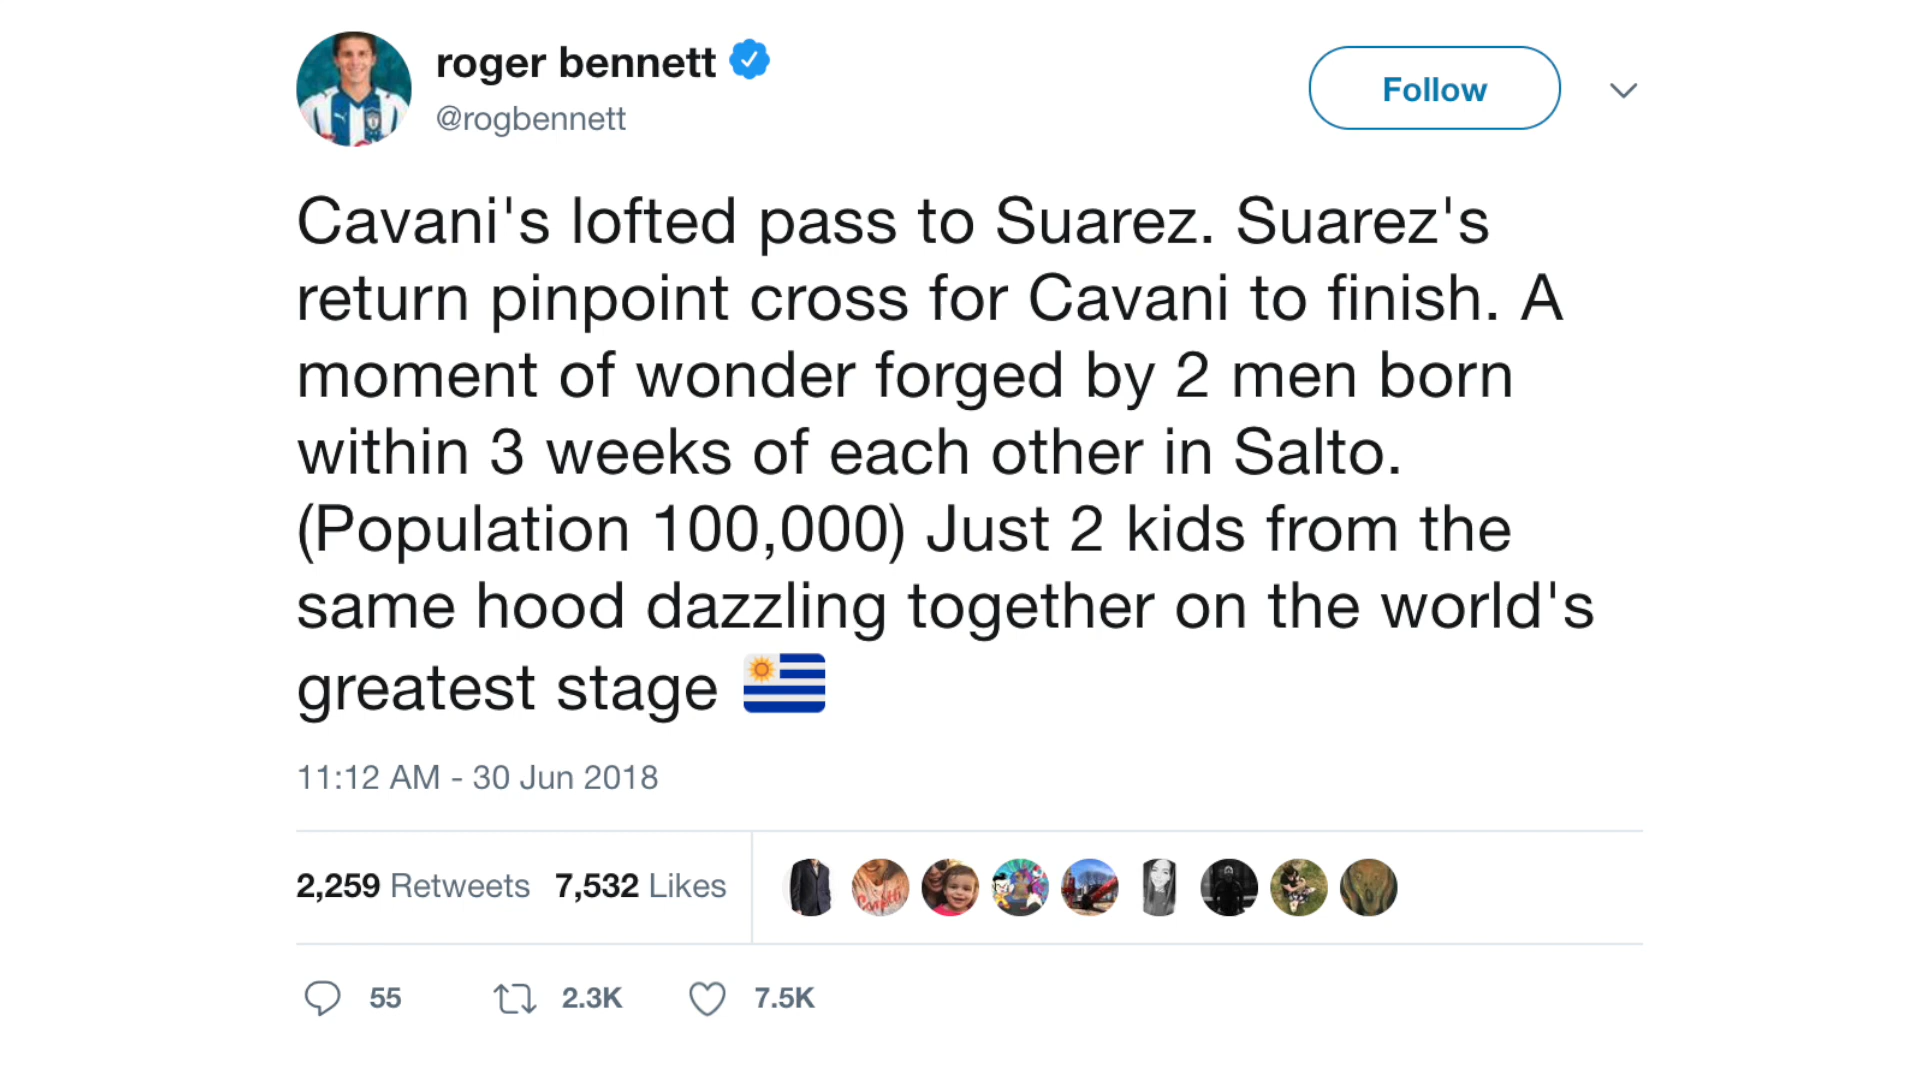 roger bennett
@rogbennett
Follow
Cavani's lofted pass to Suarez. Suarez's
return pinpoint cross for Cavani to finish. A
moment of wonder forged by 2 men born
within 3 weeks of each other in Salto.
(Population 100,000) Just 2 kids from the
same hood dazzling together on the world's
greatest stage 🇺🇾
11:12 AM - 30 Jun 2018
2,259 Retweets 7,532 Likes
55 2.3K 7.5K